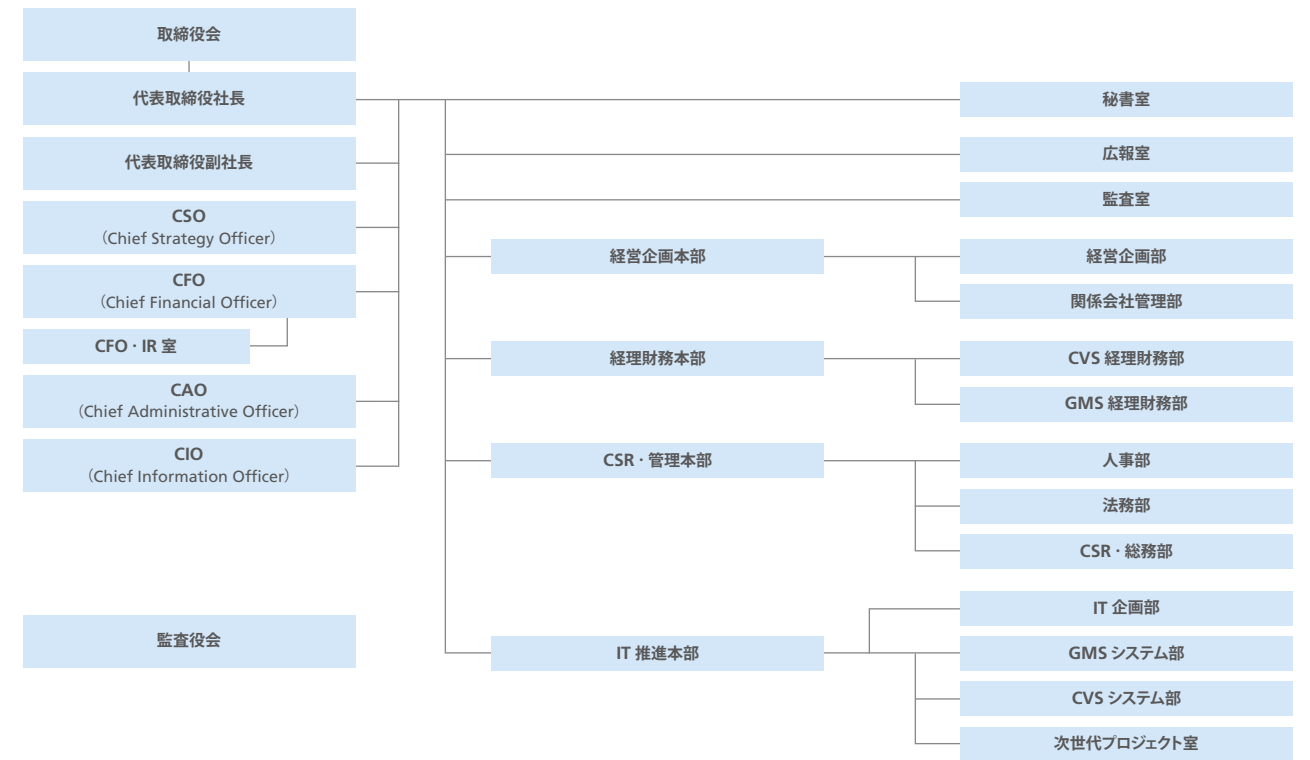 取締役会
代表取締役社長
代表取締役副社長
CSO
（Chief Strategy Officer）
CFO
（Chief Financial Officer）
CFO・IR 室
CAO
（Chief Administrative Officer）
CIO
（Chief Information Officer）
監査役会
経営企画本部
経理財務本部
CSR・管理本部
IT 推進本部
秘書室
広報室
監査室
経営企画部
関係会社管理部
CVS 経理財務部
GMS 経理財務部
人事部
法務部
CSR・総務部
IT 企画部
GMS システム部
CVS システム部
次世代プロジェクト室